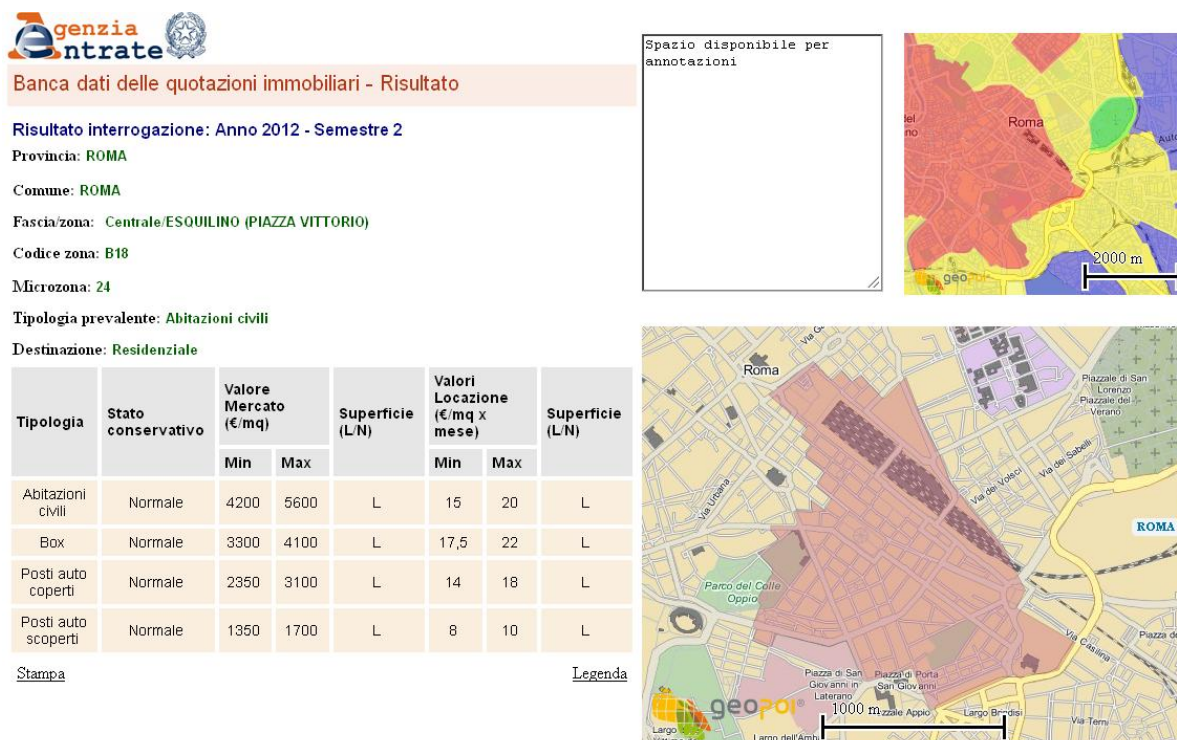 Agenzia
Entrate
Banca dati delle quotazioni immobiliari - Risultato
Risultato interrogazione: Anno 2012 - Semestre 2
Provincia: ROMA
Comune: ROMA
Fascia/zona: Centrale/ESQUILINO (PIAZZA VITTORIO)
Codice zona: B18
Microzona: 24
Tipologia prevalente: Abitazioni civili
Destinazione: Residenziale
Tipologia
Stato conservativo
Valore Mercato (€/mq)
Superficie (L/N)
Valori Locazione (€/mq x mese)
Superficie (L/N)
Min Max Min Max
Abitazioni civili Normale 4200 5600 L 15 20 L
Box Normale 3300 4100 L 17,5 22 L
Posti auto coperti Normale 2350 3100 L 14 18 L
Posti auto scoperti Normale 1350 1700 L 8 10 L
Stampa
Legenda
Spazio disponibile per
annotazioni
Roma
2000 m
geopoi
Roma
Piazzale di San
Lorenzo
Piazzale del
Verano
Via dei Sabelli
Via dei Volsci
Via Urbana
ROMA
Parco del Colle
Oppio
Via Casilina
Piazza di San
Giovanni in
Laterano
Piazza di Porta
San Giovanni
geopoi
1000 m
Largo Brindisi
Via Terni